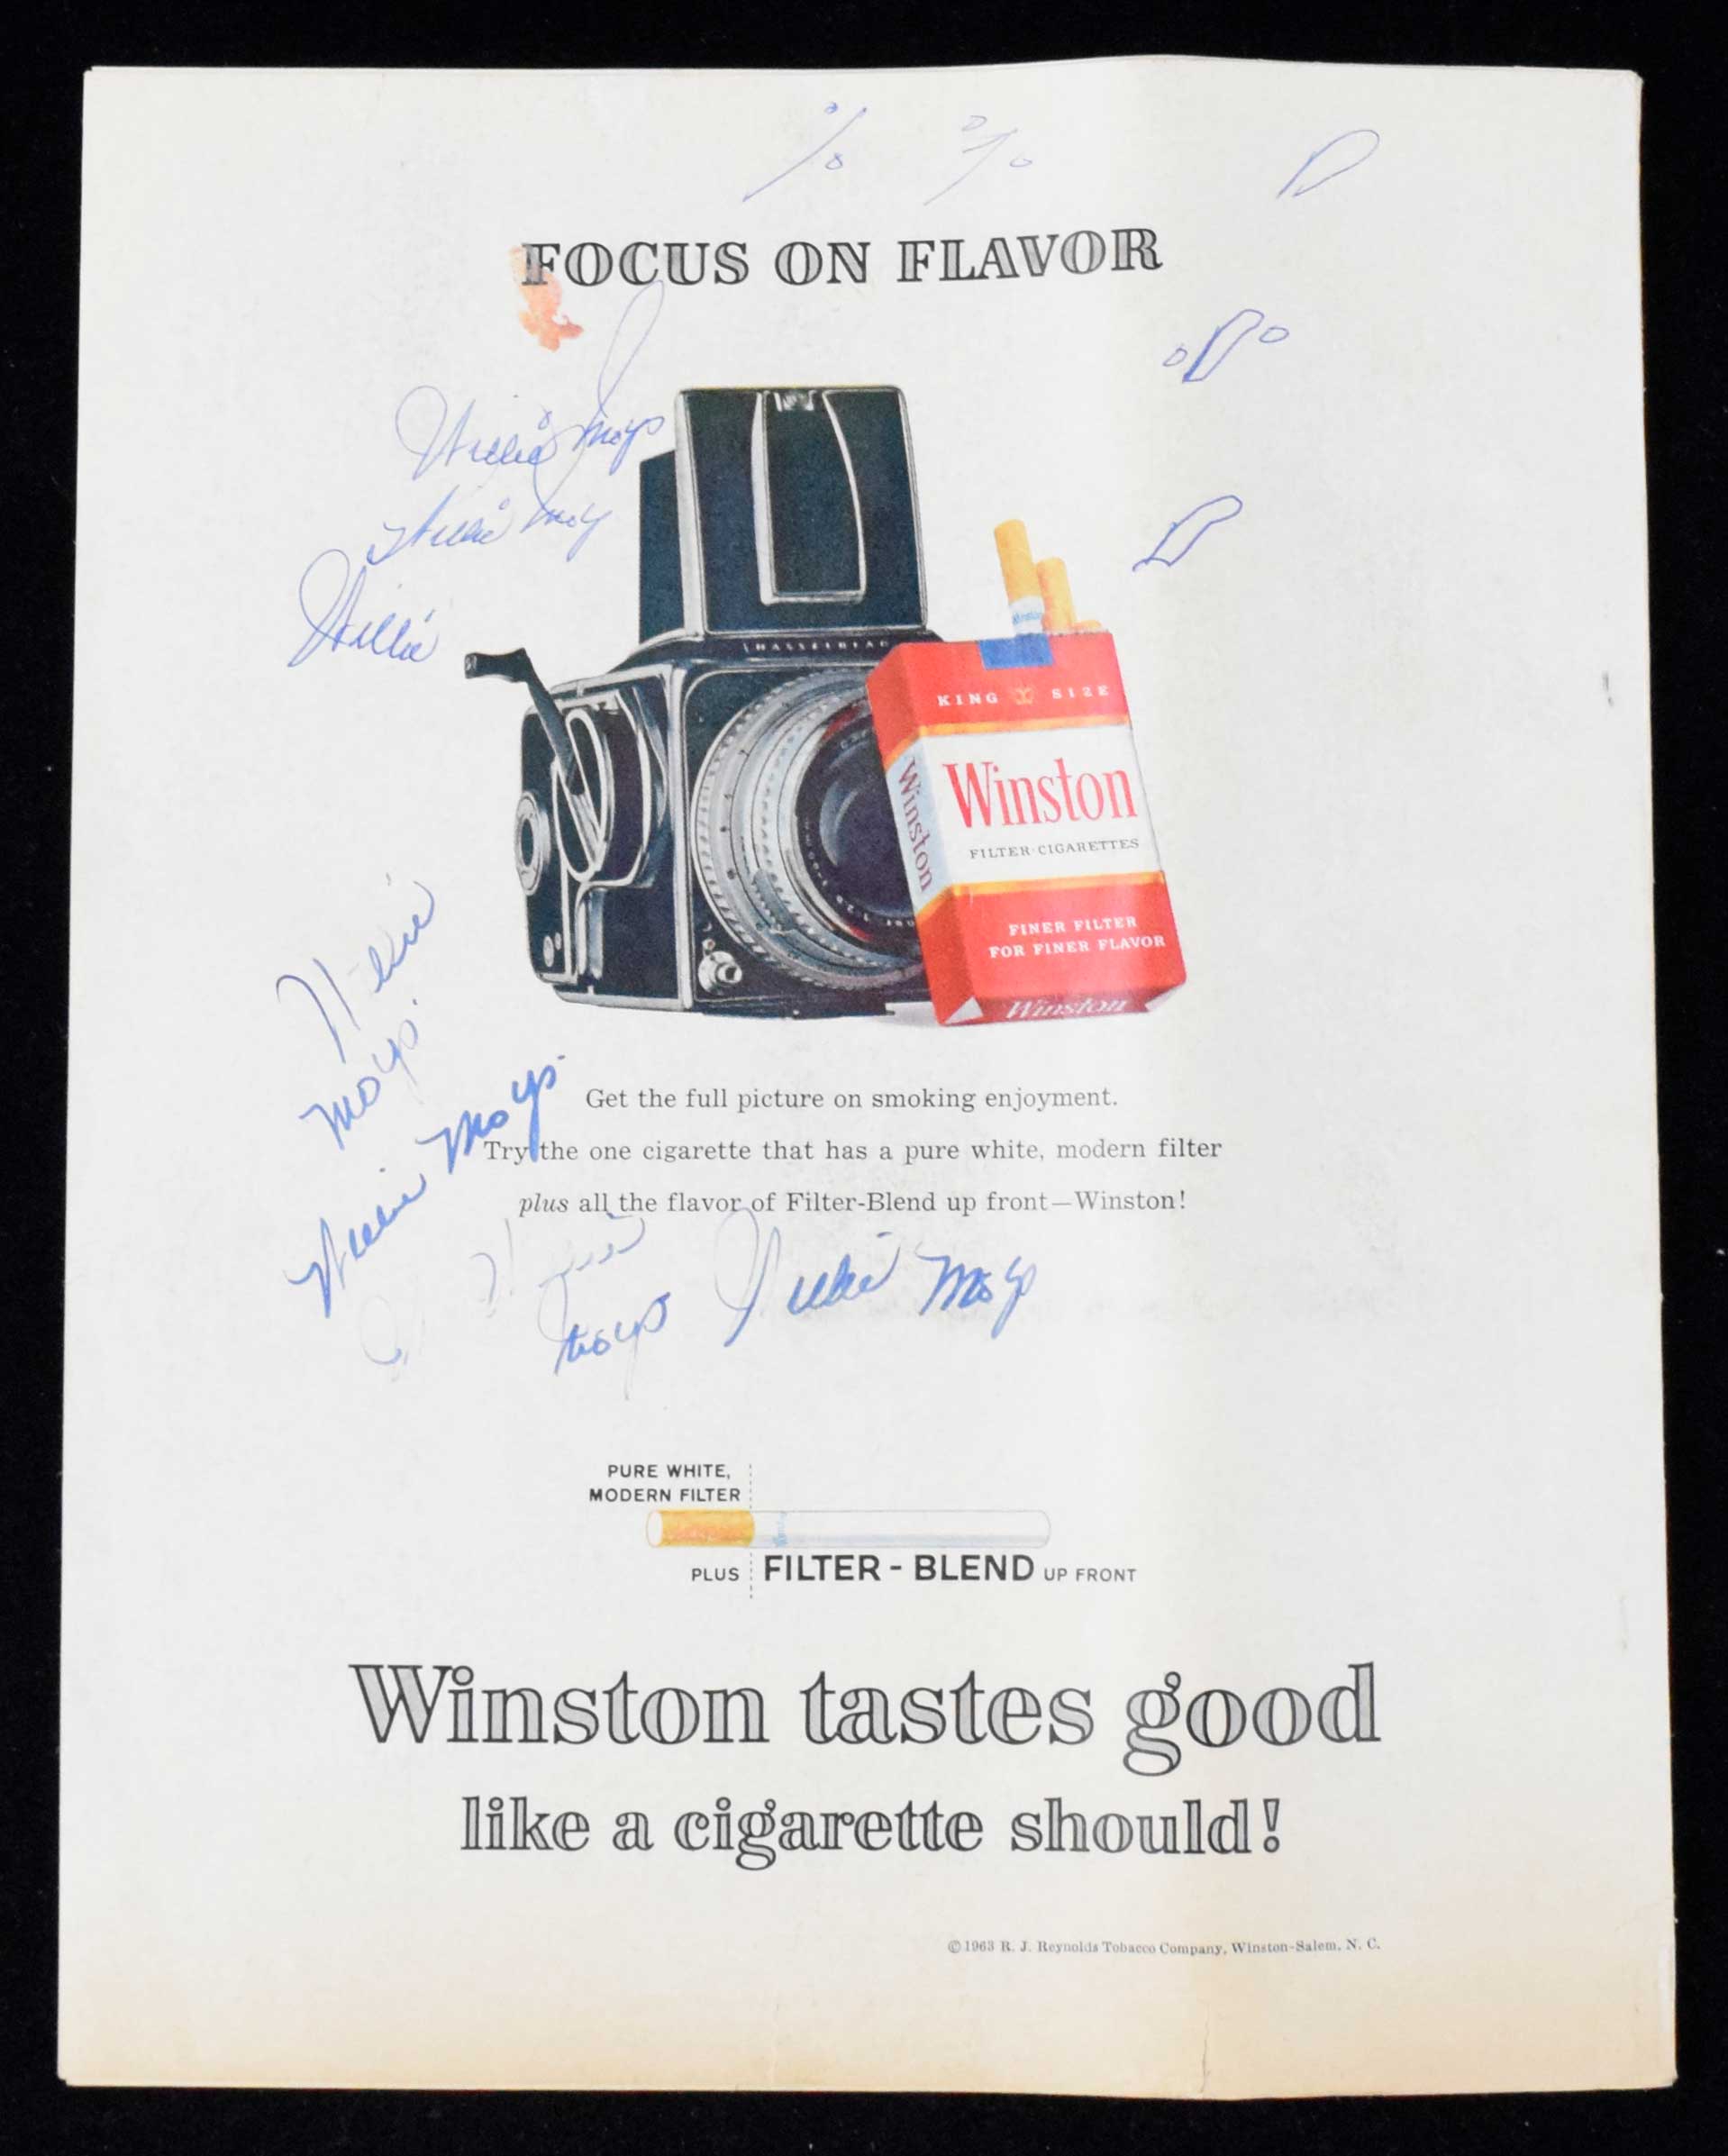 FOCUS ON FLAVOR
Willie Mays
Willie May
Willie
HASSELBLAD
KING SIZE
Winston
Winston
Winston
FILTER·CIGARETTES
FINER FILTER
FOR FINER FLAVOR
Winston
Willie
Mays
Willie Mays
Get the full picture on smoking enjoyment.
Try the one cigarette that has a pure white, modern filter
plus all the flavor of Filter-Blend up front—Winston!
Willie Mays
Mays
PURE WHITE,
MODERN FILTER
PLUS FILTER - BLEND UP FRONT
Winston tastes good
like a cigarette should!
©1963 R. J. Reynolds Tobacco Company, Winston-Salem, N. C.